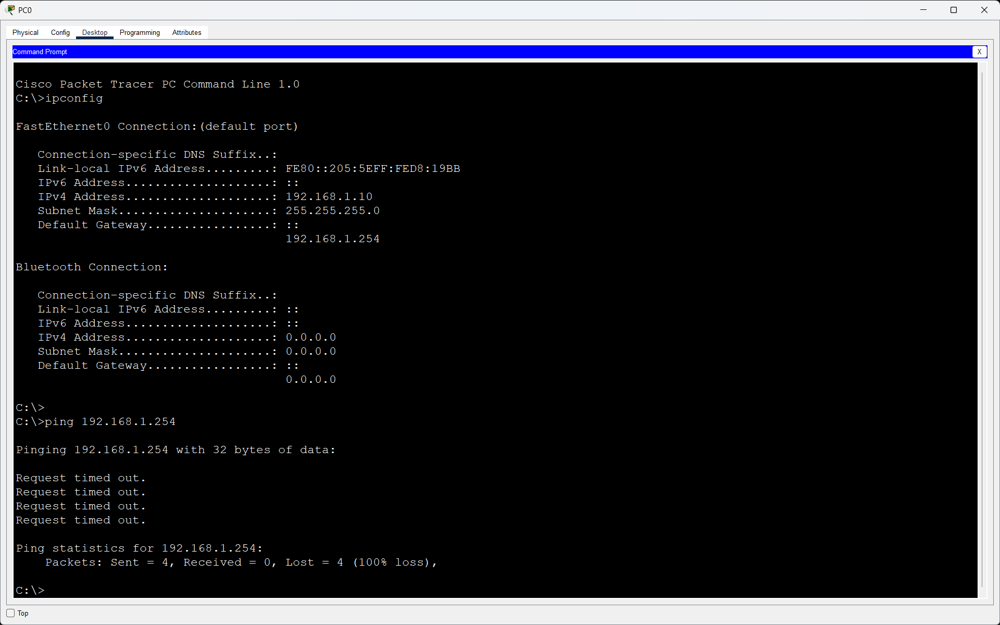 PC0
Physical Config Desktop Programming Attributes
Command Prompt X
Cisco Packet Tracer PC Command Line 1.0
C:\>ipconfig
FastEthernet0 Connection:(default port)
Connection-specific DNS Suffix..:
Link-local IPv6 Address.........: FE80::205:5EFF:FED8:19BB
IPv6 Address....................: ::
IPv4 Address....................: 192.168.1.10
Subnet Mask.....................: 255.255.255.0
Default Gateway.................: ::
192.168.1.254
Bluetooth Connection:
Connection-specific DNS Suffix..:
Link-local IPv6 Address.........: ::
IPv6 Address....................: ::
IPv4 Address....................: 0.0.0.0
Subnet Mask.....................: 0.0.0.0
Default Gateway.................: ::
0.0.0.0
C:\>
C:\>ping 192.168.1.254
Pinging 192.168.1.254 with 32 bytes of data:
Request timed out.
Request timed out.
Request timed out.
Request timed out.
Ping statistics for 192.168.1.254:
Packets: Sent = 4, Received = 0, Lost = 4 (100% loss),
C:\>
Top